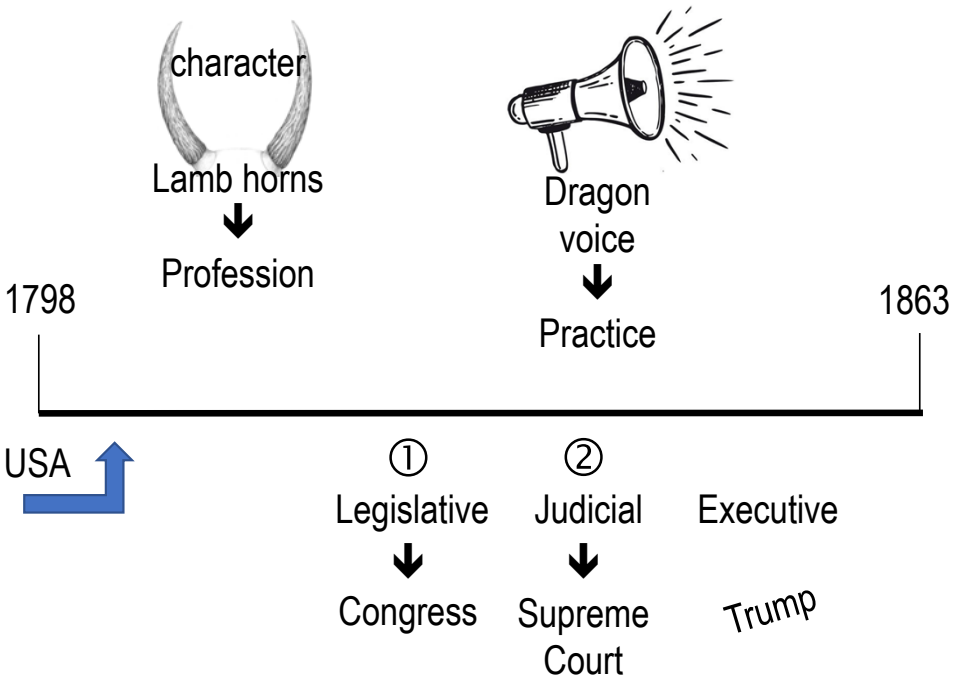 character
Lamb horns
Profession
Dragon
voice
Practice
1798
1863
USA
①
②
Legislative
Judicial
Executive
Congress
Supreme
Court
Trump